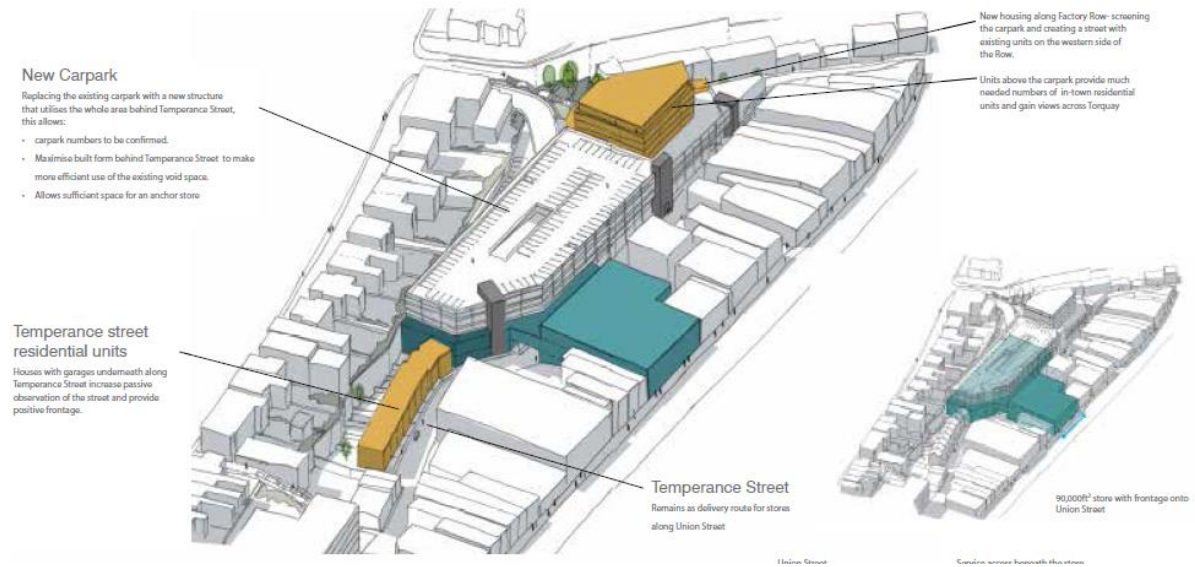 New Carpark
Replacing the existing carpark with a new structure
that utilises the whole area behind Temperance Street,
this allows:
• carpark numbers to be confirmed.
• Maximise built form behind Temperance Street to make
more efficient use of the existing void space.
• Allows sufficient space for an anchor store
New housing along Factory Row- screening
the carpark and creating a street with
existing units on the western side of
the Row.
Units above the carpark provide much
needed numbers of in-town residential
units and gain views across Torquay
Temperance street
residential units
Houses with garages underneath along
Temperance Street increase passive
observation of the street and provide
positive frontage.
Temperance Street
Remains as delivery route for stores
along Union Street
90,000ft² store with frontage onto
Union Street
Union Street
Service access beneath the store